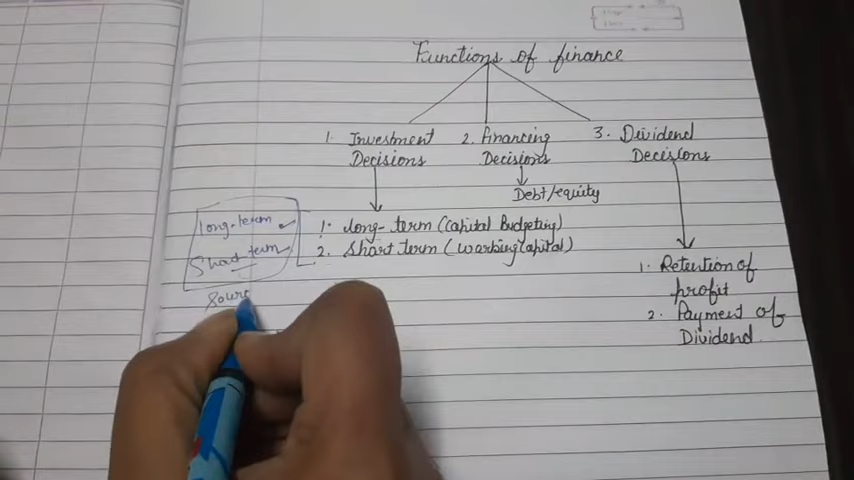 Functions of finance
1. Investment Decisions
2. Financing Decisions
3. Dividend Decisions
Debt/equity
1. Long-term (Capital Budgeting)
2. Short Term (working Capital)
Long-term
Short term
Sour
1. Retention of profit
2. Payment of Dividend